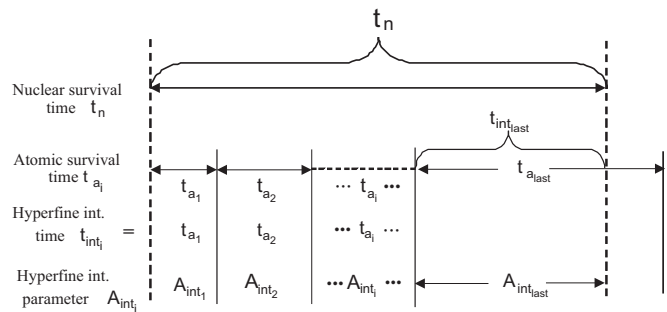 t_n
Nuclear survival
time t_n
t_int_last
Atomic survival
time t_a_i
t_a_1 t_a_2 ··· t_a_i ••• t_a_last
Hyperfine int.
time t_int_i = t_a_1 t_a_2 ••• t_a_i ···
Hyperfine int.
parameter A_int_i A_int_1 A_int_2 ••• A_int_i ••• A_int_last